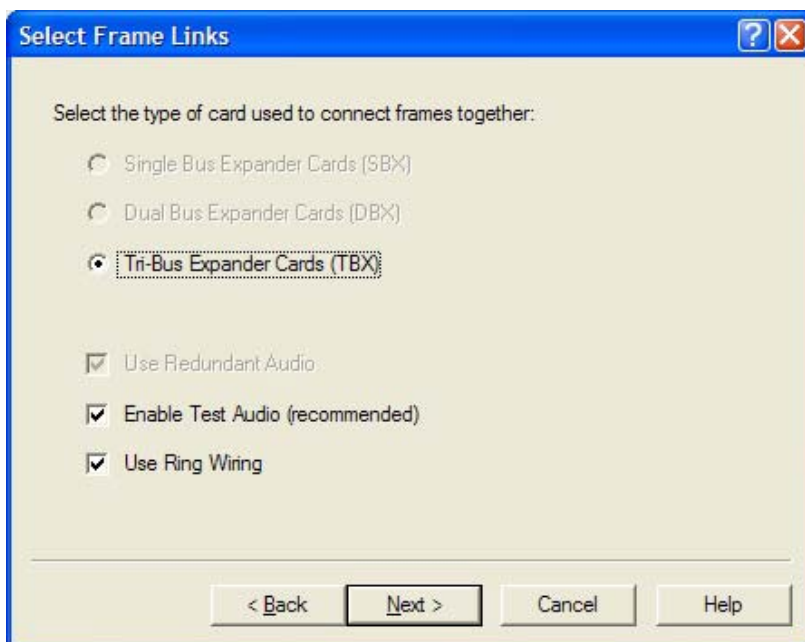 Select Frame Links
Select the type of card used to connect frames together:
Single Bus Expander Cards (SBX)
Dual Bus Expander Cards (DBX)
Tri-Bus Expander Cards (TBX)
Use Redundant Audio
Enable Test Audio (recommended)
Use Ring Wiring
< Back Next > Cancel Help